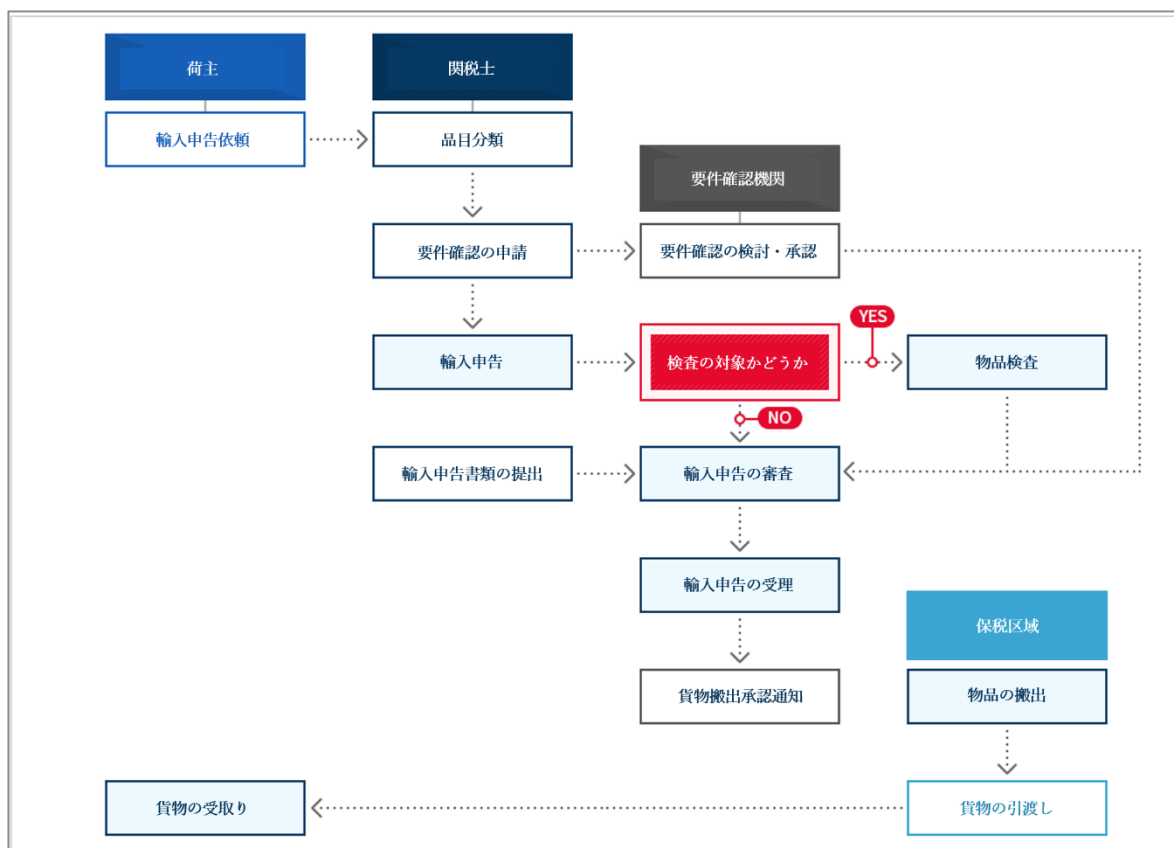 荷主
関税士
輸入申告依頼
品目分類
要件確認機関
要件確認の申請
要件確認の検討・承認
YES
輸入申告
検査の対象かどうか
物品検査
NO
輸入申告書類の提出
輸入申告の審査
輸入申告の受理
保税区域
貨物搬出承認通知
物品の搬出
貨物の受取り
貨物の引渡し